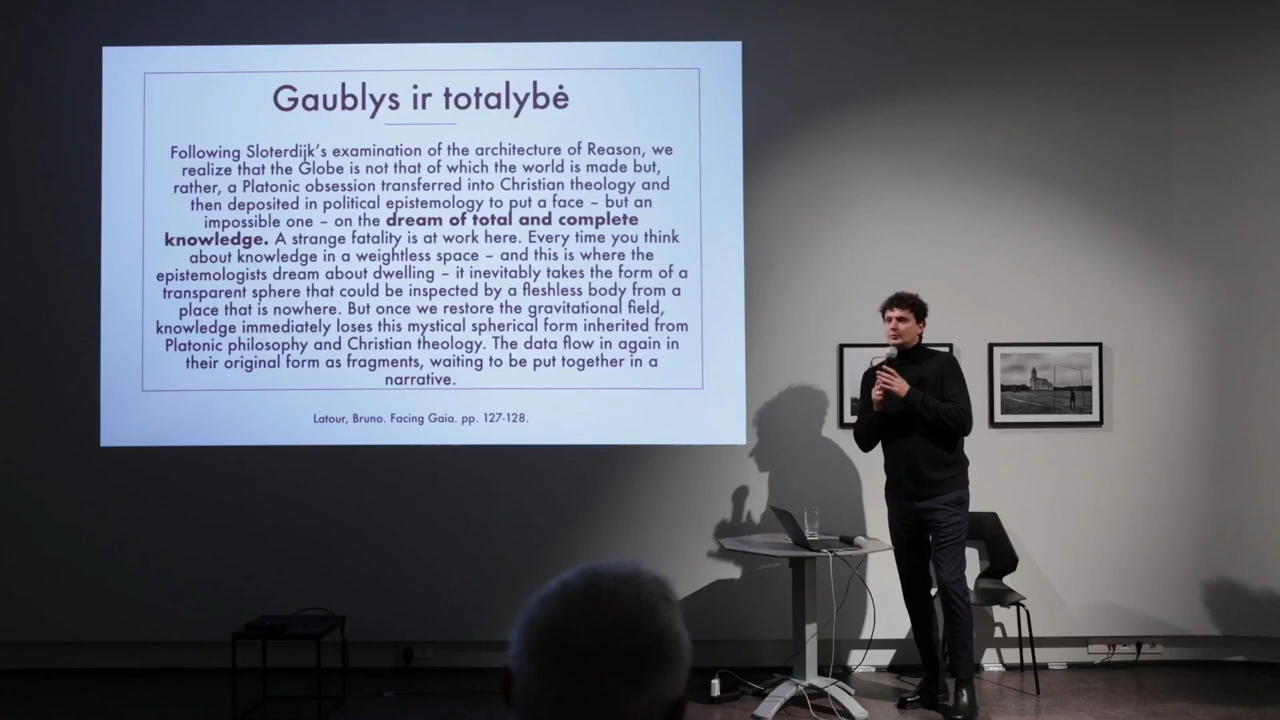 Gaublys ir totalybė
Following Sloterdijk's examination of the architecture of Reason, we
realize that the Globe is not that of which the world is made but,
rather, a Platonic obsession transferred into Christian theology and
then deposited in political epistemology to put a face – but an
impossible one – on the dream of total and complete
knowledge. A strange fatality is at work here. Every time you think
about knowledge in a weightless space – and this is where the
epistemologists dream about dwelling – it inevitably takes the form of a
transparent sphere that could be inspected by a fleshless body from a
place that is nowhere. But once we restore the gravitational field,
knowledge immediately loses this mystical spherical form inherited from
Platonic philosophy and Christian theology. The data flow in again in
their original form as fragments, waiting to be put together in a
narrative.
Latour, Bruno. Facing Gaia. pp. 127-128.